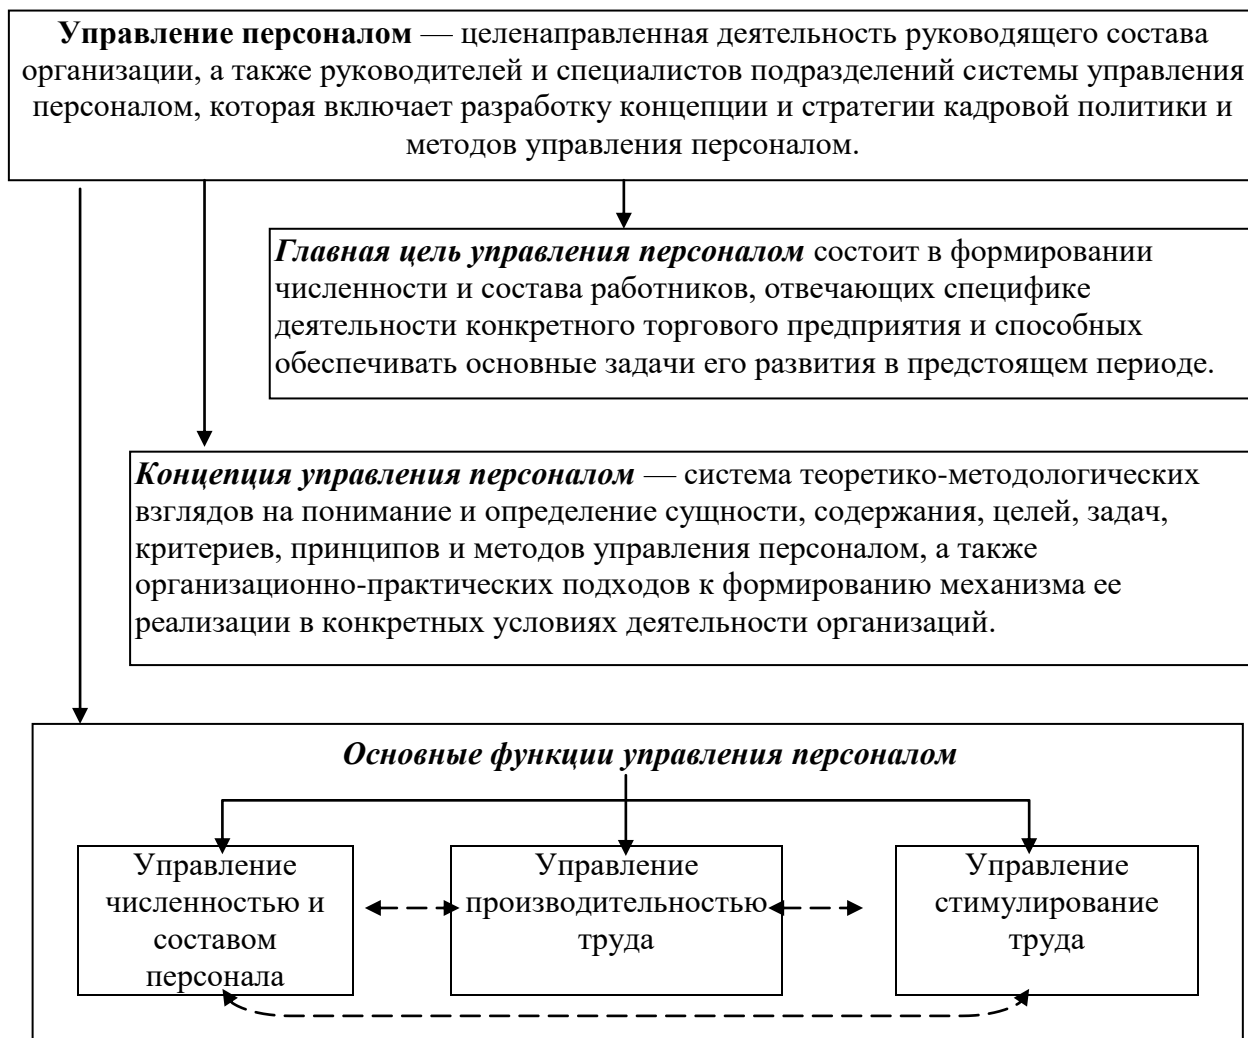 Управление персоналом — целенаправленная деятельность руководящего состава
организации, а также руководителей и специалистов подразделений системы управления
персоналом, которая включает разработку концепции и стратегии кадровой политики и
методов управления персоналом.
Главная цель управления персоналом состоит в формировании
численности и состава работников, отвечающих специфике
деятельности конкретного торгового предприятия и способных
обеспечивать основные задачи его развития в предстоящем периоде.
Концепция управления персоналом — система теоретико-методологических
взглядов на понимание и определение сущности, содержания, целей, задач,
критериев, принципов и методов управления персоналом, а также
организационно-практических подходов к формированию механизма ее
реализации в конкретных условиях деятельности организаций.
Основные функции управления персоналом
Управление
численностью и
составом
персонала
Управление
производительностью
труда
Управление
стимулирование
труда